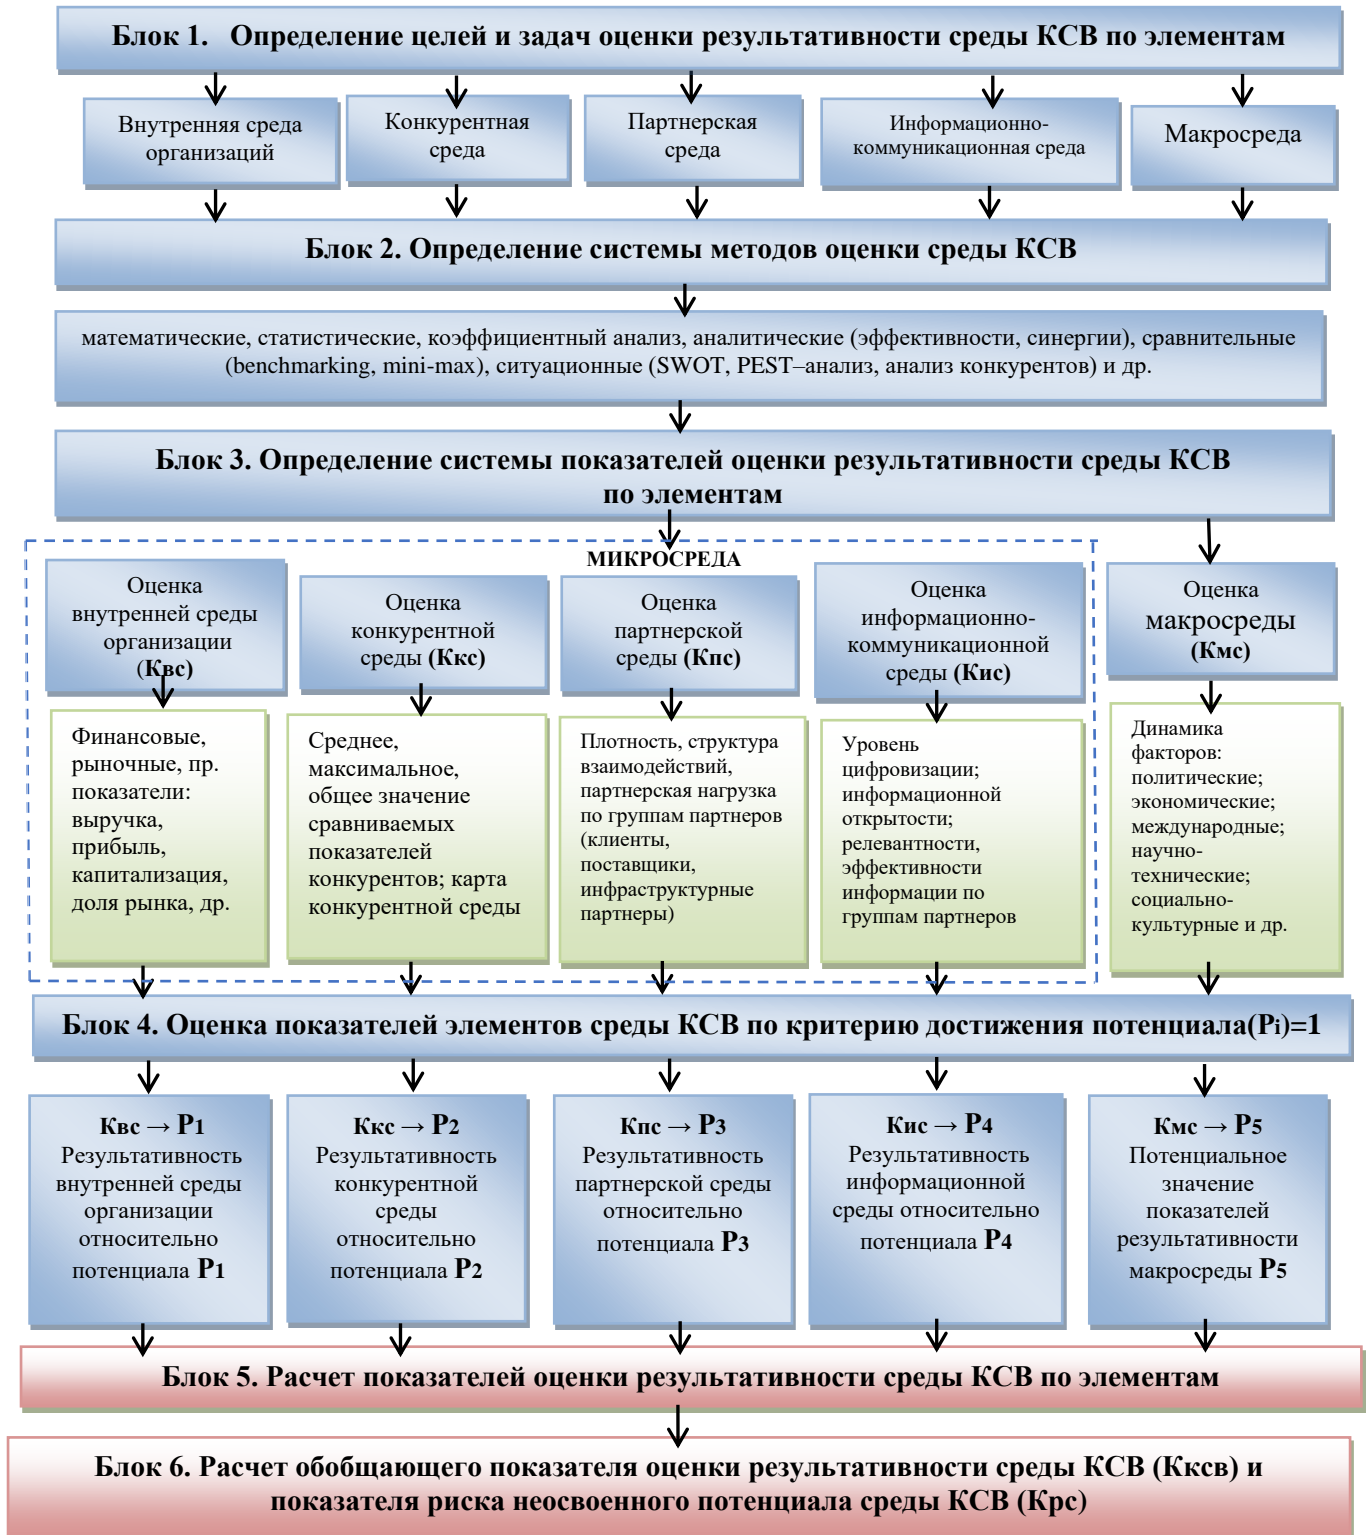 Блок 1. Определение целей и задач оценки результативности среды КСВ по элементам
Внутренняя среда
организаций
Конкурентная
среда
Партнерская
среда
Информационно-
коммуникационная среда
Макросреда
Блок 2. Определение системы методов оценки среды КСВ
математические, статистические, коэффициентный анализ, аналитические (эффективности, синергии), сравнительные
(benchmarking, mini-max), ситуационные (SWOT, PEST–анализ, анализ конкурентов) и др.
Блок 3. Определение системы показателей оценки результативности среды КСВ
по элементам
МИКРОСРЕДА
Оценка
внутренней среды
организации
(Квс)
Оценка
конкурентной
среды (Ккс)
Оценка
партнерской
среды (Кпс)
Оценка
информационно-
коммуникационной
среды (Кис)
Оценка
макросреды
(Кмс)
Финансовые,
рыночные, пр.
показатели:
выручка,
прибыль,
капитализация,
доля рынка, др.
Среднее,
максимальное,
общее значение
сравниваемых
показателей
конкурентов; карта
конкурентной среды
Плотность, структура
взаимодействий,
партнерская нагрузка
по группам партнеров
(клиенты,
поставщики,
инфраструктурные
партнеры)
Уровень
цифровизации;
информационной
открытости;
релевантности,
эффективности
информации по
группам партнеров
Динамика
факторов:
политические;
экономические;
международные;
научно-
технические;
социально-
культурные и др.
Блок 4. Оценка показателей элементов среды КСВ по критерию достижения потенциала(Pi)=1
Квс → P1
Результативность
внутренней среды
организации
относительно
потенциала P1
Ккс → P2
Результативность
конкурентной
среды
относительно
потенциала P2
Кпс → P3
Результативность
партнерской среды
относительно
потенциала P3
Кис → P4
Результативность
информационной
среды относительно
потенциала P4
Кмс → P5
Потенциальное
значение
показателей
результативности
макросреды P5
Блок 5. Расчет показателей оценки результативности среды КСВ по элементам
Блок 6. Расчет обобщающего показателя оценки результативности среды КСВ (Кксв) и
показателя риска неосвоенного потенциала среды КСВ (Крс)